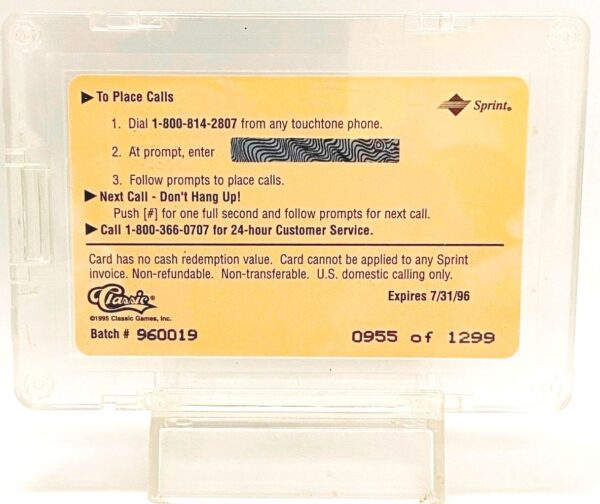 ▶ To Place Calls
Sprint®
1. Dial 1-800-814-2807 from any touchtone phone.
2. At prompt, enter
3. Follow prompts to place calls.
▶ Next Call - Don't Hang Up!
Push [#] for one full second and follow prompts for next call.
▶ Call 1-800-366-0707 for 24-hour Customer Service.
Card has no cash redemption value. Card cannot be applied to any Sprint
invoice. Non-refundable. Non-transferable. U.S. domestic calling only.
Classic®
Expires 7/31/96
©1995 Classic Games, Inc.
Batch # 960019
0955 of 1299